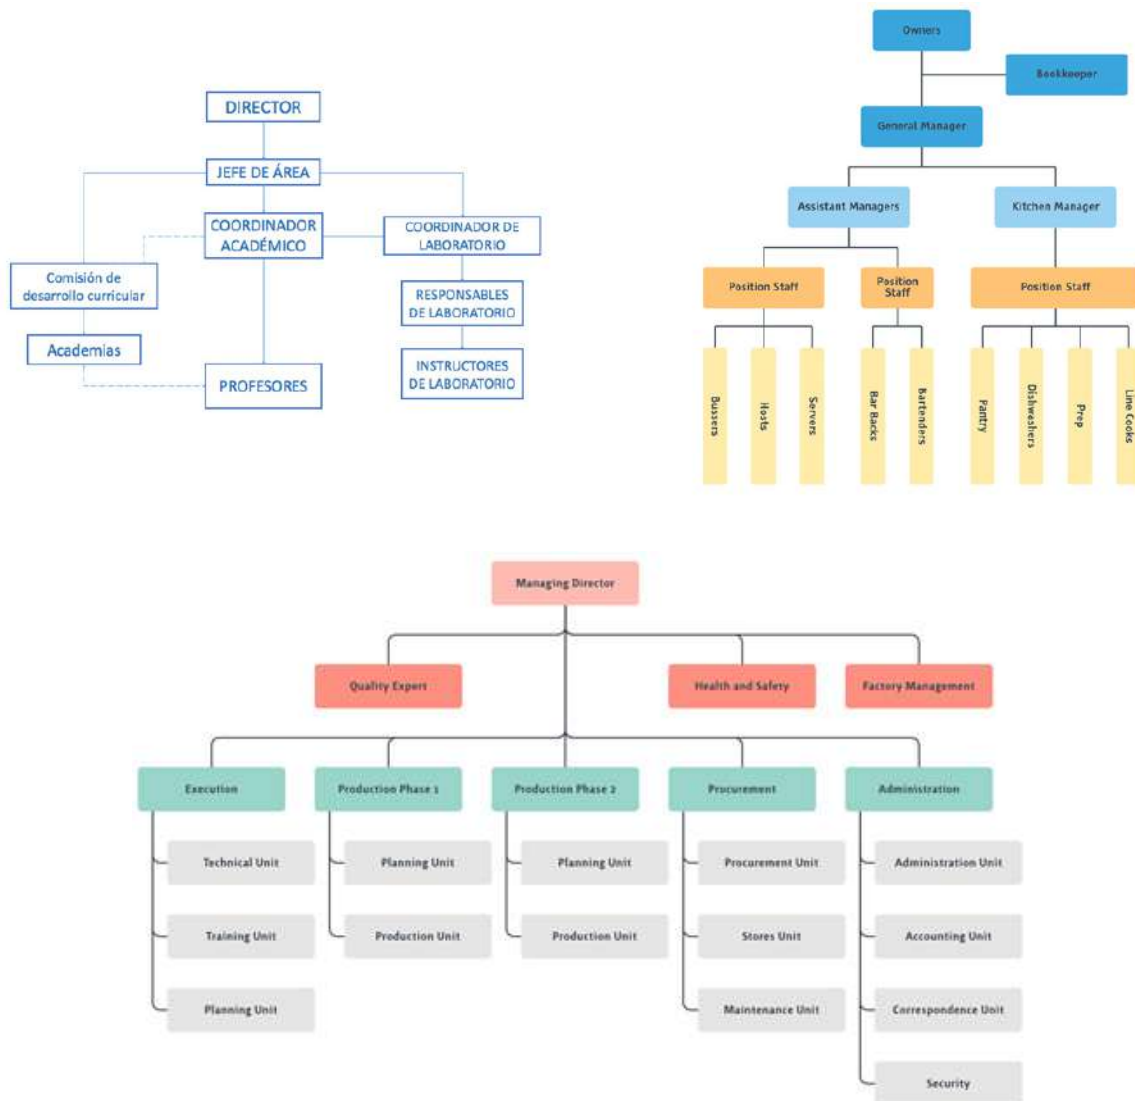 DIRECTOR
JEFE DE ÁREA
COORDINADOR
ACADÉMICO
COORDINADOR DE
LABORATORIO
Comisión de
desarrollo curricular
RESPONSABLES
DE LABORATORIO
Academias
INSTRUCTORES
DE LABORATORIO
PROFESORES
Owners
Bookkeeper
General Manager
Assistant Managers
Kitchen Manager
Position Staff
Position
Staff
Position Staff
Bussers
Hosts
Servers
Bar Backs
Bartenders
Pantry
Dishwashers
Prep
Line Cooks
Managing Director
Quality Expert
Health and Safety
Factory Management
Execution
Production Phase 1
Production Phase 2
Procurement
Administration
Technical Unit
Planning Unit
Planning Unit
Procurement Unit
Administration Unit
Training Unit
Production Unit
Production Unit
Stores Unit
Accounting Unit
Planning Unit
Maintenance Unit
Correspondence Unit
Security